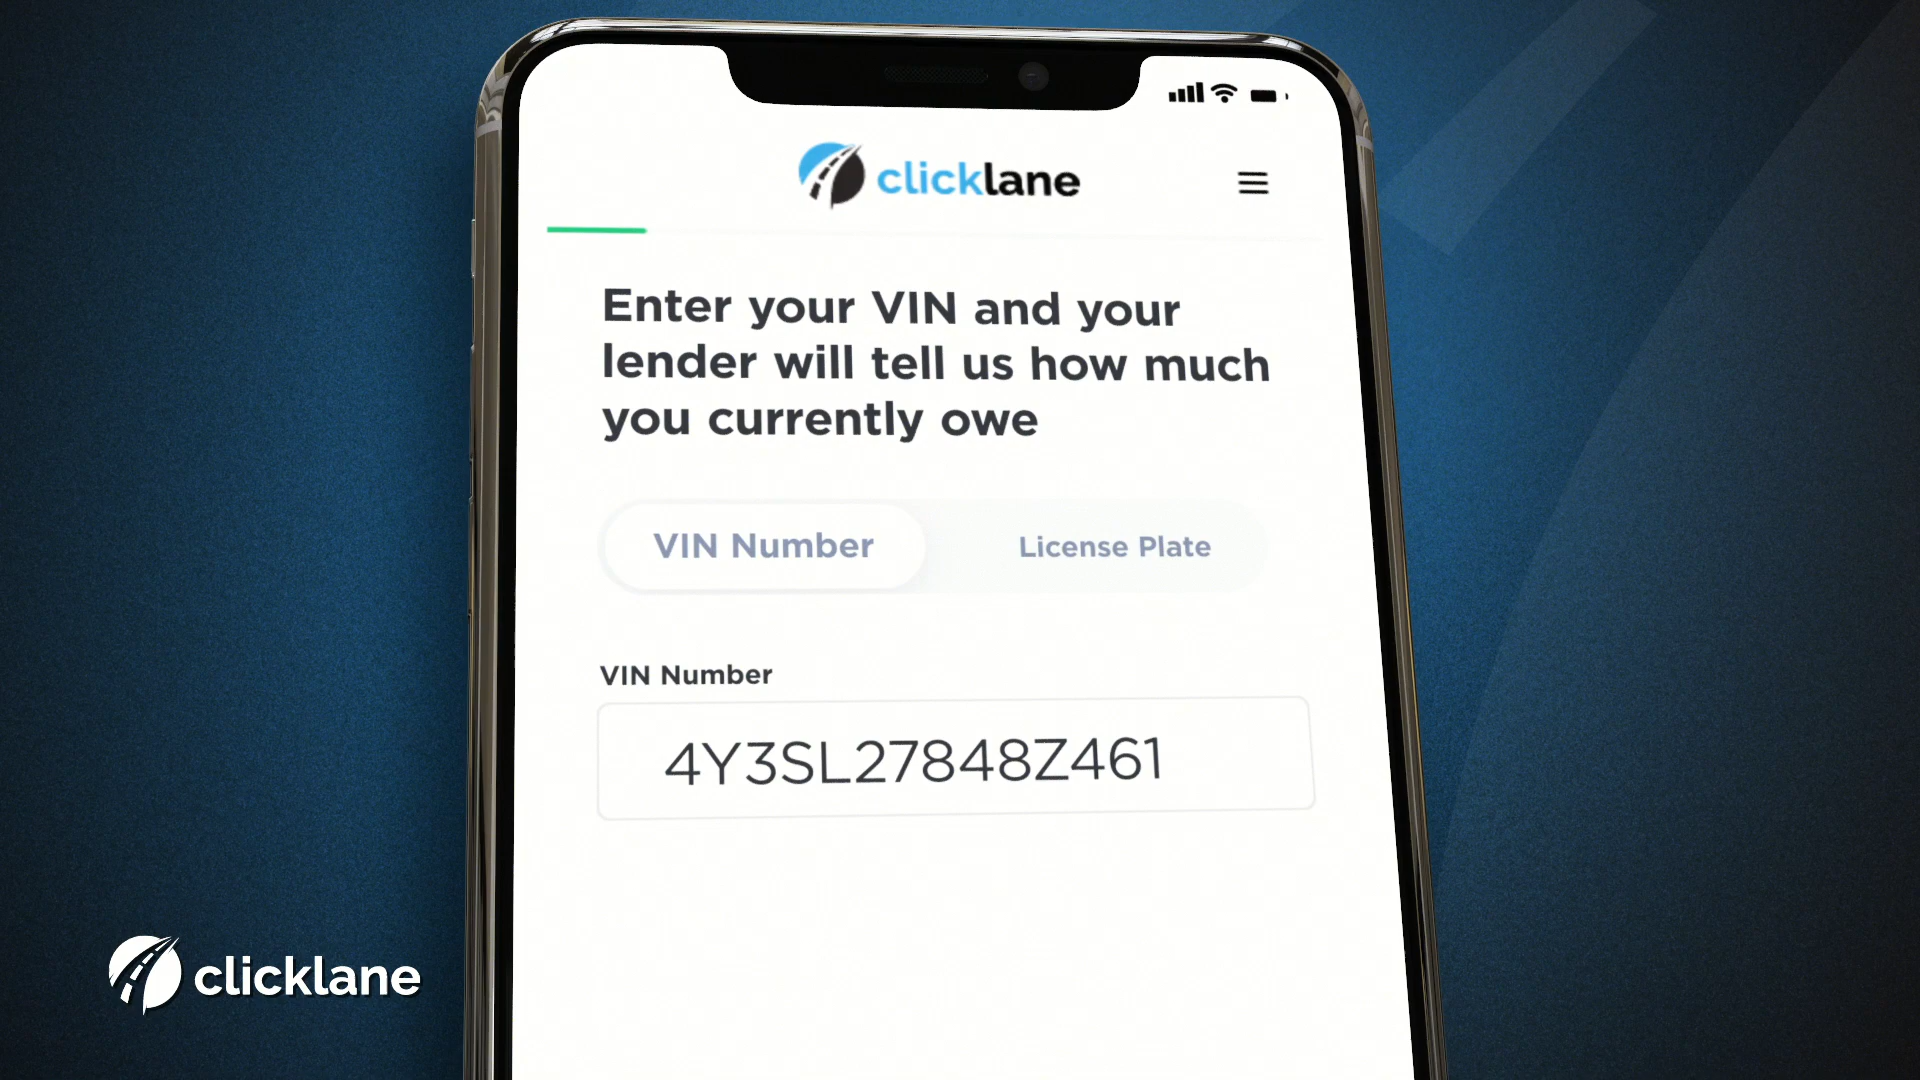 clicklane
Enter your VIN and your
lender will tell us how much
you currently owe
VIN Number
License Plate
VIN Number
4Y3SL27848Z461
clicklane